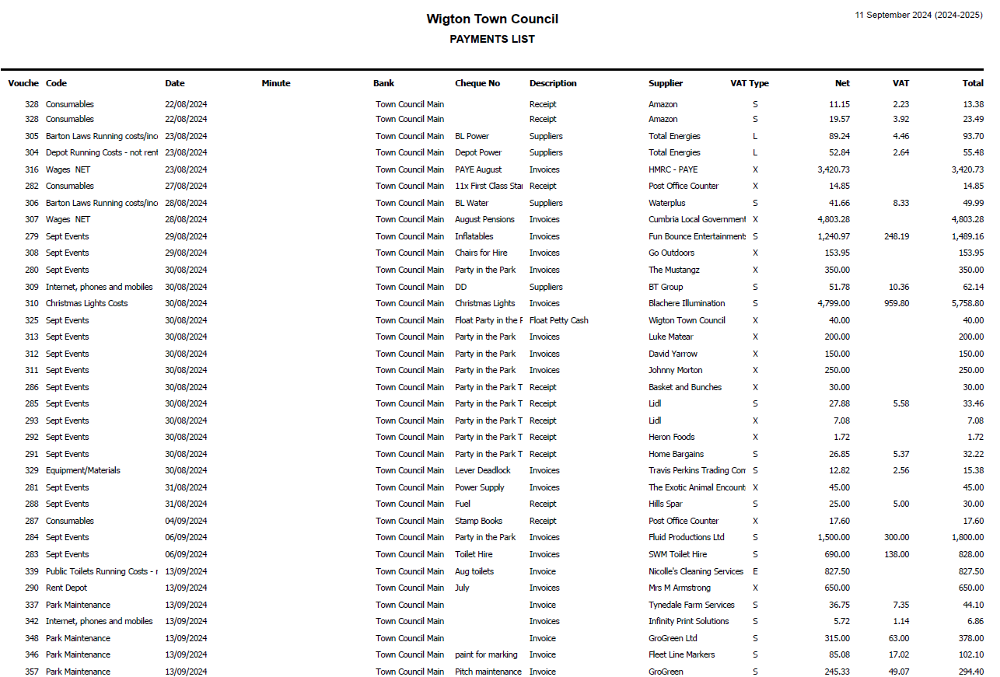 11 September 2024 (2024-2025)
Wigton Town Council
PAYMENTS LIST
Vouche Code Date Minute Bank Cheque No Description Supplier VAT Type Net VAT Total
328 Consumables 22/08/2024 Town Council Main Receipt Amazon S 11.15 2.23 13.38
328 Consumables 22/08/2024 Town Council Main Receipt Amazon S 19.57 3.92 23.49
305 Barton Laws Running costs/inc 23/08/2024 Town Council Main BL Power Suppliers Total Energies L 89.24 4.46 93.70
304 Depot Running Costs - not rent 23/08/2024 Town Council Main Depot Power Suppliers Total Energies L 52.84 2.64 55.48
316 Wages NET 23/08/2024 Town Council Main PAYE August Invoices HMRC - PAYE X 3,420.73 3,420.73
282 Consumables 27/08/2024 Town Council Main 11x First Class Star Receipt Post Office Counter X 14.85 14.85
306 Barton Laws Running costs/inc 28/08/2024 Town Council Main BL Water Suppliers Waterplus S 41.66 8.33 49.99
307 Wages NET 28/08/2024 Town Council Main August Pensions Invoices Cumbria Local Government X 4,803.28 4,803.28
279 Sept Events 29/08/2024 Town Council Main Inflatables Invoices Fun Bounce Entertainments S 1,240.97 248.19 1,489.16
308 Sept Events 29/08/2024 Town Council Main Chairs for Hire Invoices Go Outdoors X 153.95 153.95
280 Sept Events 30/08/2024 Town Council Main Party in the Park Invoices The Mustangz X 350.00 350.00
309 Internet, phones and mobiles 30/08/2024 Town Council Main DD Suppliers BT Group S 51.78 10.36 62.14
310 Christmas Lights Costs 30/08/2024 Town Council Main Christmas Lights Invoices Blachere Illumination S 4,799.00 959.80 5,758.80
325 Sept Events 30/08/2024 Town Council Main Float Party in the P Float Petty Cash Wigton Town Council X 40.00 40.00
313 Sept Events 30/08/2024 Town Council Main Party in the Park Invoices Luke Matear X 200.00 200.00
312 Sept Events 30/08/2024 Town Council Main Party in the Park Invoices David Yarrow X 150.00 150.00
311 Sept Events 30/08/2024 Town Council Main Party in the Park Invoices Johnny Morton X 250.00 250.00
286 Sept Events 30/08/2024 Town Council Main Party in the Park T Receipt Basket and Bunches X 30.00 30.00
285 Sept Events 30/08/2024 Town Council Main Party in the Park T Receipt Lidl S 27.88 5.58 33.46
293 Sept Events 30/08/2024 Town Council Main Party in the Park T Receipt Lidl X 7.08 7.08
292 Sept Events 30/08/2024 Town Council Main Party in the Park T Receipt Heron Foods X 1.72 1.72
291 Sept Events 30/08/2024 Town Council Main Party in the Park T Receipt Home Bargains S 26.85 5.37 32.22
329 Equipment/Materials 30/08/2024 Town Council Main Lever Deadlock Invoices Travis Perkins Trading Com S 12.82 2.56 15.38
281 Sept Events 31/08/2024 Town Council Main Power Supply Invoices The Exotic Animal Encount X 45.00 45.00
288 Sept Events 31/08/2024 Town Council Main Fuel Receipt Hills Spar S 25.00 5.00 30.00
287 Consumables 04/09/2024 Town Council Main Stamp Books Receipt Post Office Counter X 17.60 17.60
284 Sept Events 06/09/2024 Town Council Main Party in the Park Invoices Fluid Productions Ltd S 1,500.00 300.00 1,800.00
283 Sept Events 06/09/2024 Town Council Main Toilet Hire Invoices SWM Toilet Hire S 690.00 138.00 828.00
339 Public Toilets Running Costs - r 13/09/2024 Town Council Main Aug toilets Invoice Nicolle's Cleaning Services E 827.50 827.50
290 Rent Depot 13/09/2024 Town Council Main July Invoices Mrs M Armstrong X 650.00 650.00
337 Park Maintenance 13/09/2024 Town Council Main Invoice Tynedale Farm Services S 36.75 7.35 44.10
342 Internet, phones and mobiles 13/09/2024 Town Council Main Invoices Infinity Print Solutions S 5.72 1.14 6.86
348 Park Maintenance 13/09/2024 Town Council Main Invoice GroGreen Ltd S 315.00 63.00 378.00
346 Park Maintenance 13/09/2024 Town Council Main paint for marking Invoice Fleet Line Markers S 85.08 17.02 102.10
357 Park Maintenance 13/09/2024 Town Council Main Pitch maintenance Invoice GroGreen S 245.33 49.07 294.40